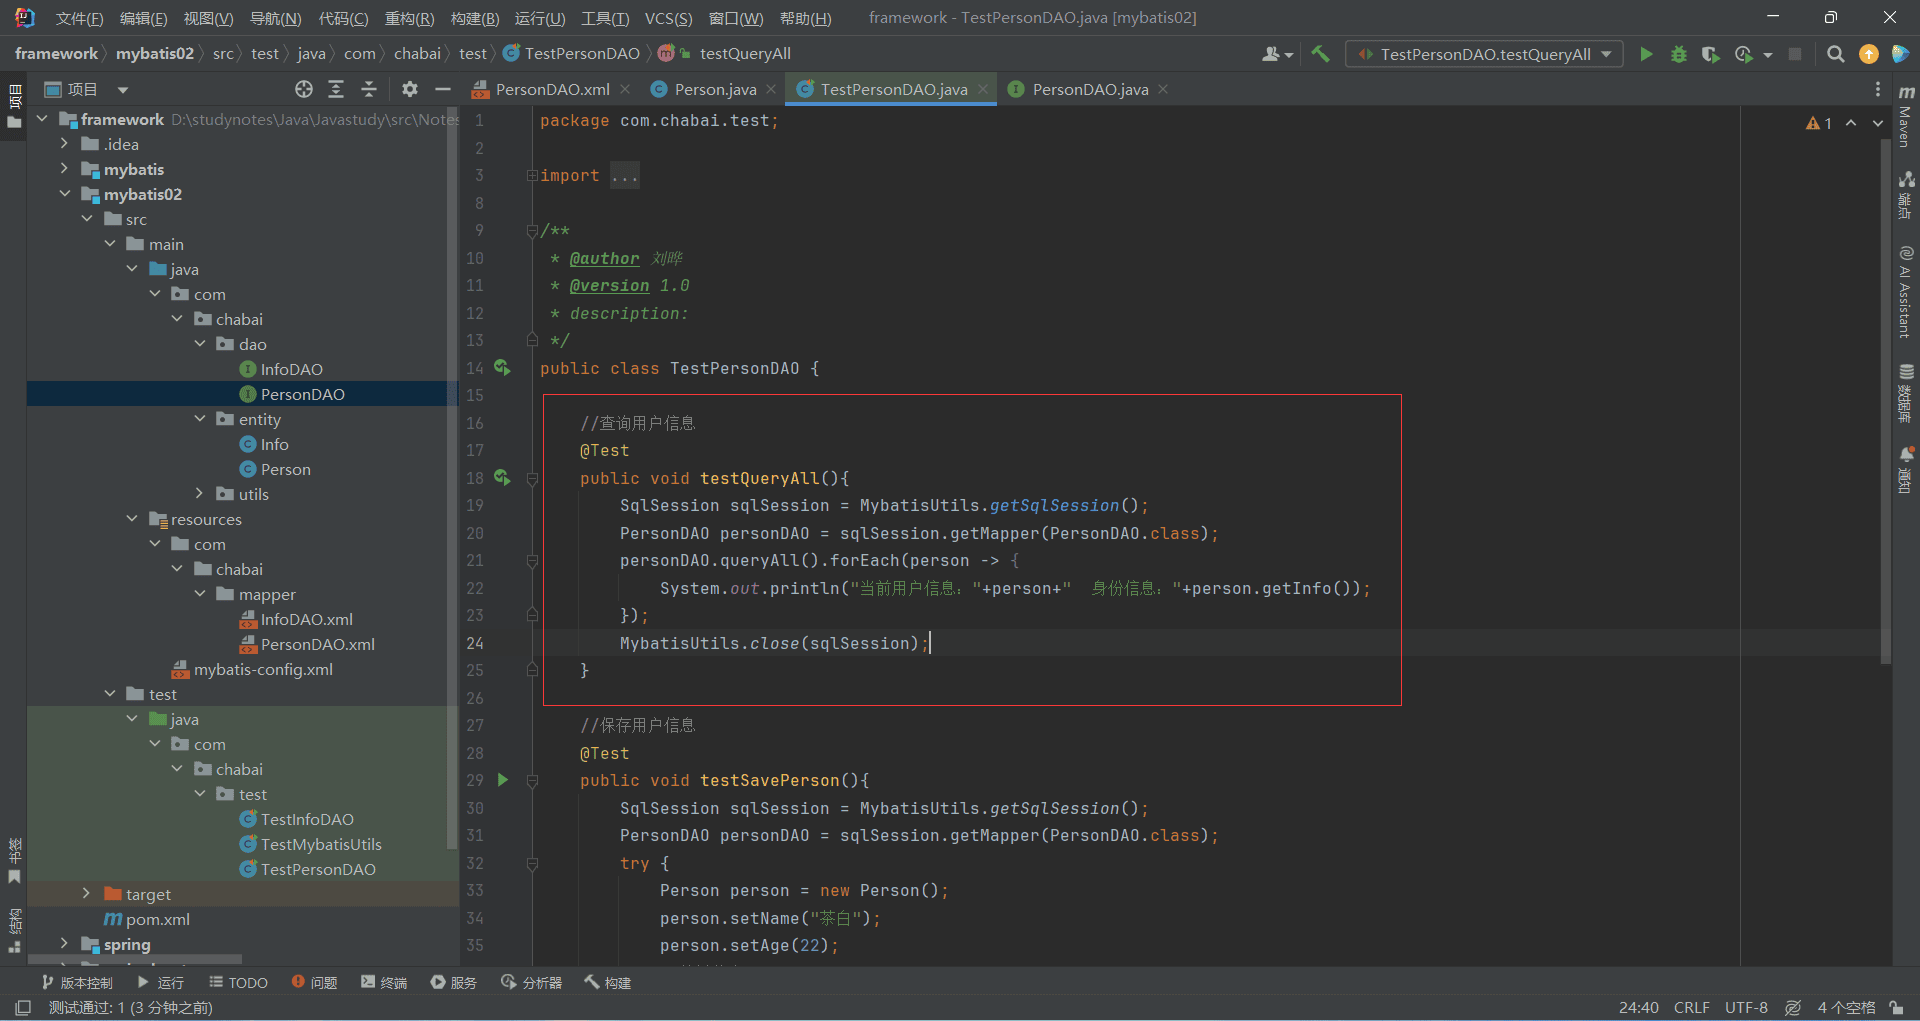 文件(F) 编辑(E) 视图(V) 导航(N) 代码(C) 重构(R) 构建(B) 运行(U) 工具(T) VCS(S) 窗口(W) 帮助(H) framework - TestPersonDAO.java [mybatis02]
framework mybatis02 src test java com chabai test TestPersonDAO testQueryAll TestPersonDAO.testQueryAll
项目
PersonDAO.xml Person.java TestPersonDAO.java PersonDAO.java
framework D:\studynotes\Java\Javastudy\src\Notes
.idea
mybatis
mybatis02
src
main
java
com
chabai
dao
InfoDAO
PersonDAO
entity
Info
Person
utils
resources
com
chabai
mapper
InfoDAO.xml
PersonDAO.xml
mybatis-config.xml
test
java
com
chabai
test
TestInfoDAO
TestMybatisUtils
TestPersonDAO
target
pom.xml
spring
1 package com.chabai.test;
2
3 import ...
8
9 /**
10 * @author 刘晔
11 * @version 1.0
12 * description:
13 */
14 public class TestPersonDAO {
15
16 //查询用户信息
17 @Test
18 public void testQueryAll(){
19 SqlSession sqlSession = MybatisUtils.getSqlSession();
20 PersonDAO personDAO = sqlSession.getMapper(PersonDAO.class);
21 personDAO.queryAll().forEach(person -> {
22 System.out.println("当前用户信息："+person+"  身份信息："+person.getInfo());
23 });
24 MybatisUtils.close(sqlSession);
25 }
26
27 //保存用户信息
28 @Test
29 public void testSavePerson(){
30 SqlSession sqlSession = MybatisUtils.getSqlSession();
31 PersonDAO personDAO = sqlSession.getMapper(PersonDAO.class);
32 try {
33 Person person = new Person();
34 person.setName("茶白");
35 person.setAge(22);
1
项目
书签
结构
Maven
端点
AI Assistant
数据库
通知
版本控制 运行 TODO 问题 终端 服务 分析器 构建
测试通过: 1 (3 分钟之前) 24:40 CRLF UTF-8 4 个空格